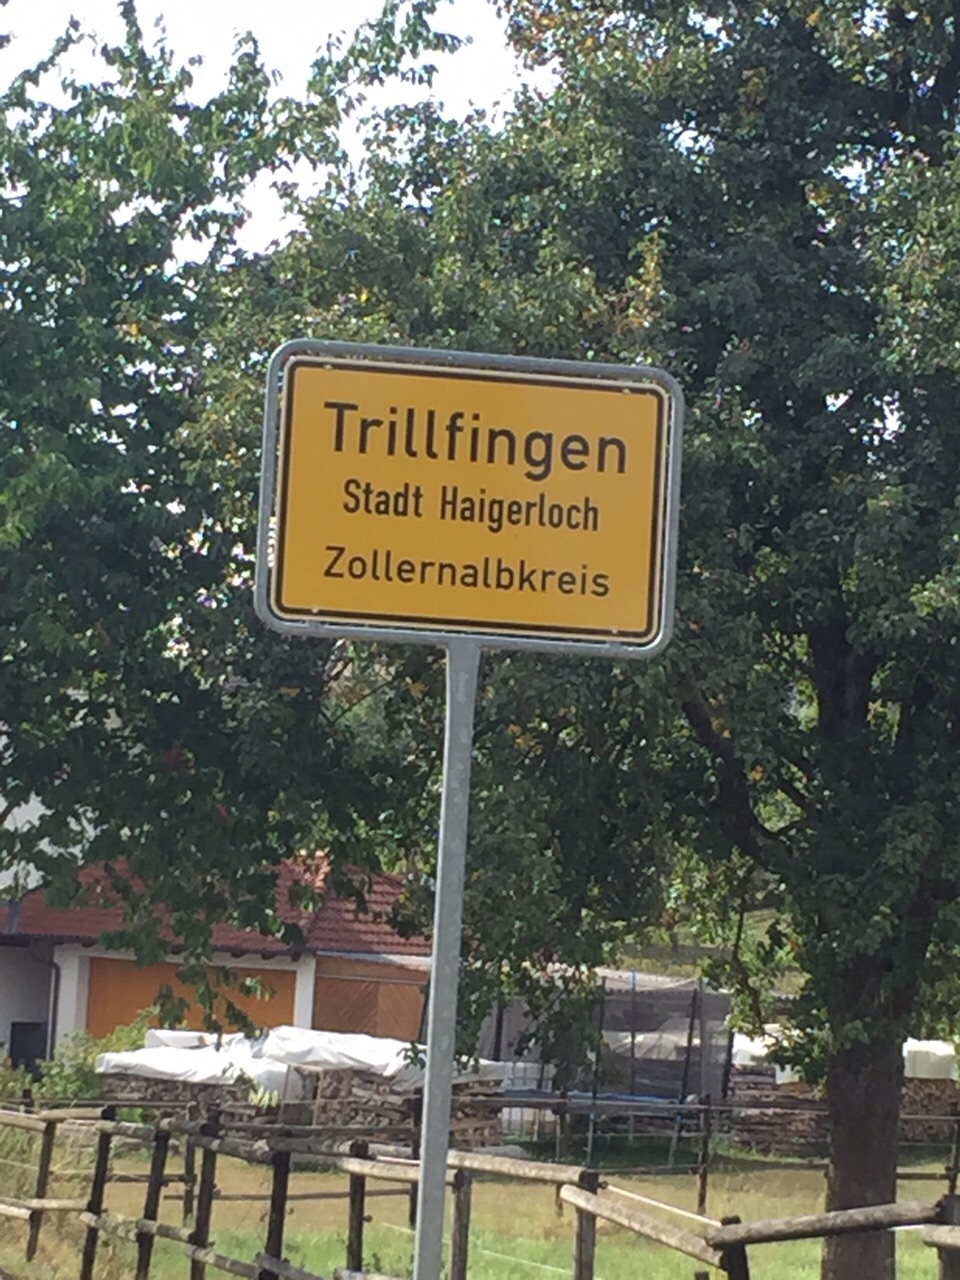 Trillfingen
Stadt Haigerloch
Zollernalbkreis